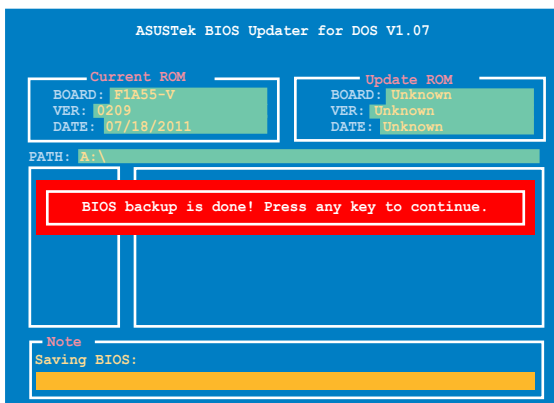 ASUSTek BIOS Updater for DOS V1.07
Current ROM
BOARD: F1A55-V
VER: 0209
DATE: 07/18/2011
Update ROM
BOARD: Unknown
VER: Unknown
DATE: Unknown
PATH: A:\
BIOS backup is done! Press any key to continue.
Note
Saving BIOS: